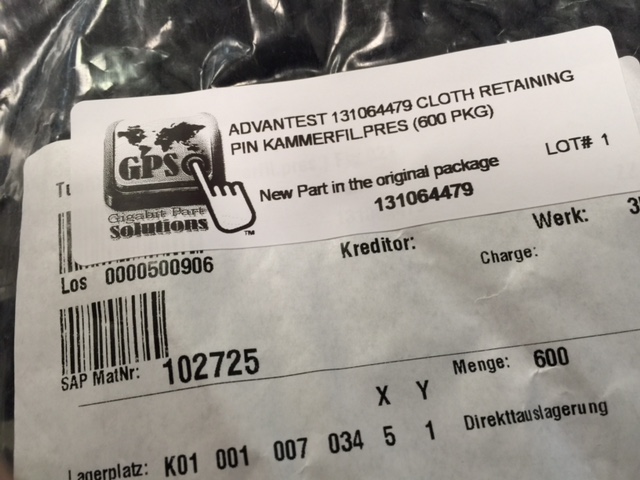 ADVANTEST 131064479 CLOTH RETAINING
PIN KAMMERFIL.PRES (600 PKG)
GPS
Gigabit Part
Solutions
™
New Part in the original package
131064479
LOT# 1
Los 0000500906
Kreditor:
Werk:
Charge:
SAP MatNr: 102725
Menge: 600
X Y
Lagerplatz: K01 001 007 034 5 1 Direkttauslagerung